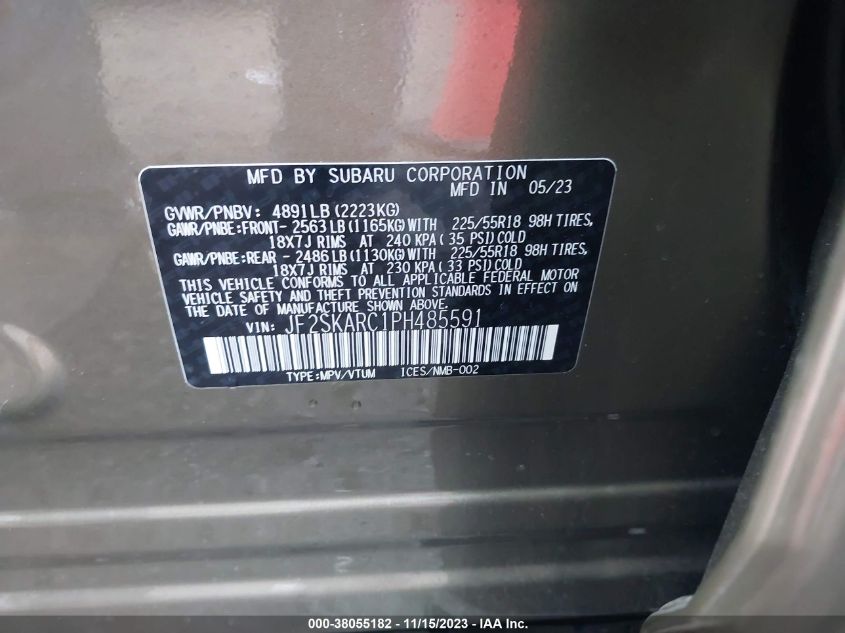 MFD BY SUBARU CORPORATION
MFD IN 05/23
GVWR/PNBV: 4891LB (2223KG)
GAWR/PNBE:FRONT- 2563LB (1165KG) WITH 225/55R18 98H TIRES,
18X7J RIMS AT 240 KPA (35 PSI) COLD
GAWR/PNBE:REAR - 2486LB (1130KG) WITH 225/55R18 98H TIRES,
18X7J RIMS AT 230 KPA (33 PSI) COLD
THIS VEHICLE CONFORMS TO ALL APPLICABLE FEDERAL MOTOR
VEHICLE SAFETY AND THEFT PREVENTION STANDARDS IN EFFECT ON
THE DATE OF MANUFACTURE SHOWN ABOVE.
VIN: JF2SKARC1PH485591
TYPE:MPV/VTUM ICES/NMB-002
000-38055182 - 11/15/2023 - IAA Inc.